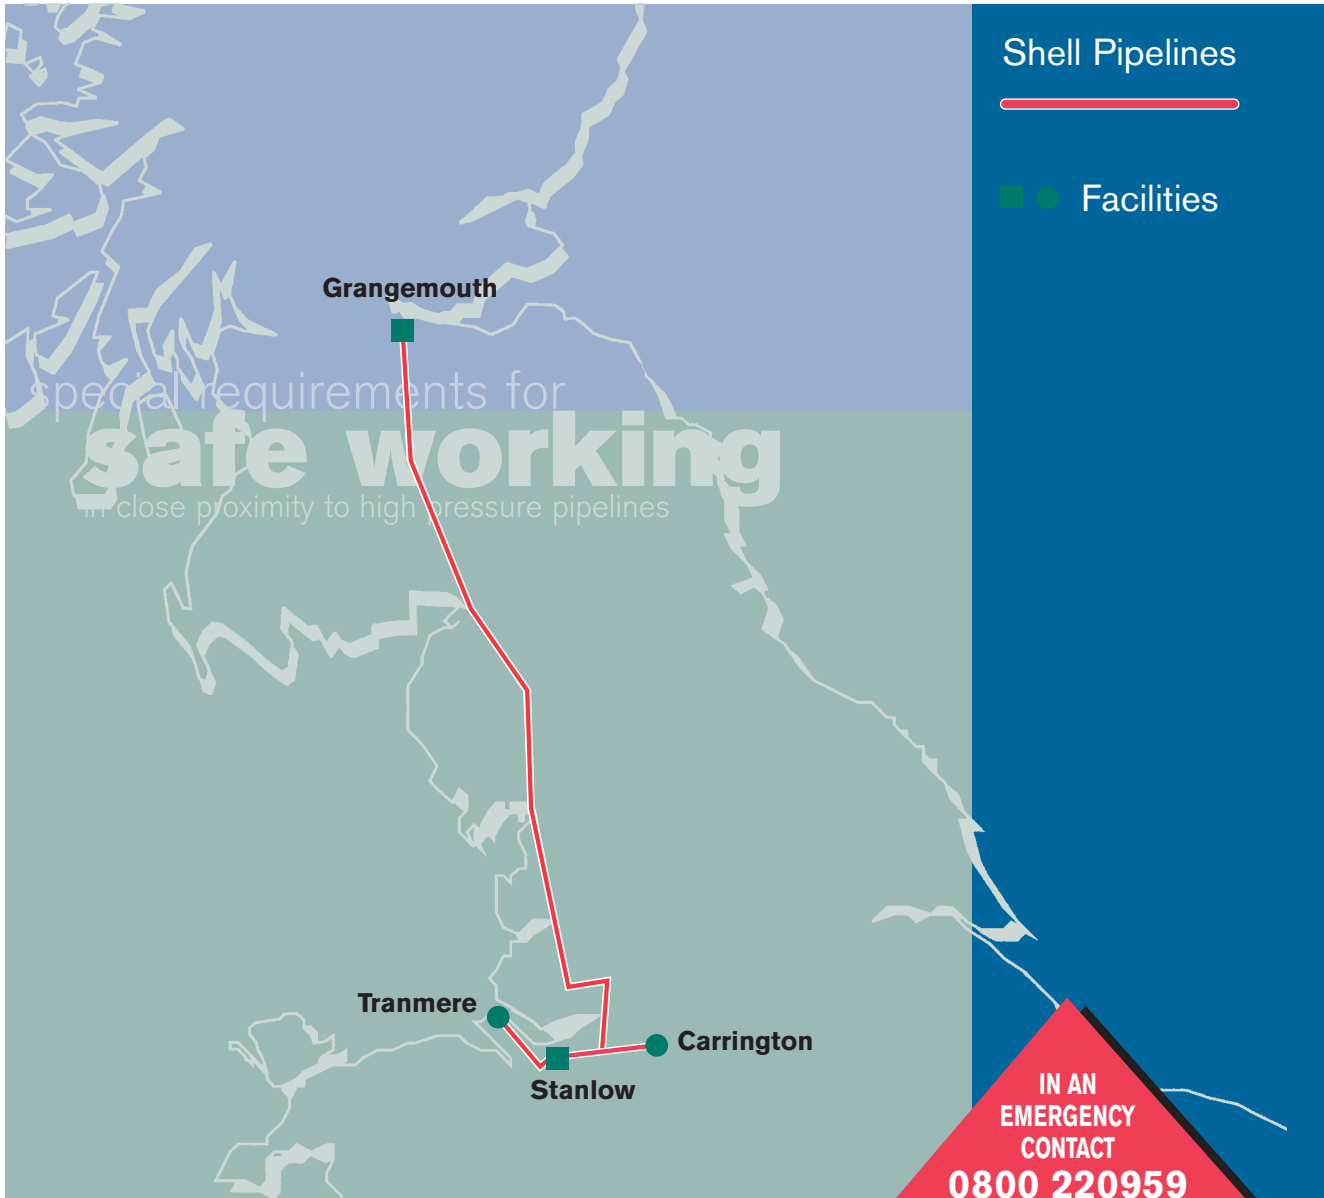 Shell Pipelines
Facilities
Grangemouth
special requirements for
safe working
in close proximity to high pressure pipelines
Tranmere
Carrington
Stanlow
IN AN
EMERGENCY
CONTACT
0800 220959